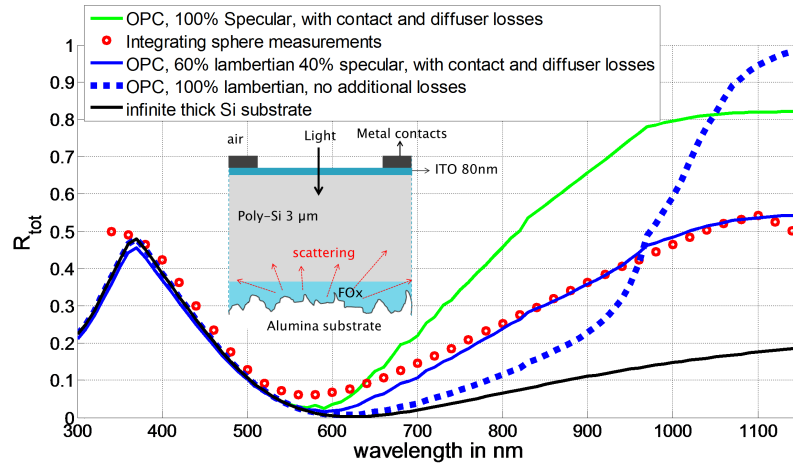 OPC, 100% Specular, with contact and diffuser losses
Integrating sphere measurements
OPC, 60% lambertian 40% specular, with contact and diffuser losses
OPC, 100% lambertian, no additional losses
infinite thick Si substrate
1
0.9
0.8
0.7
0.6
0.5
0.4
0.3
0.2
0.1
0
R_tot
air
Light
Metal contacts
ITO 80nm
Poly-Si 3 µm
scattering
FOx
Alumina substrate
300 400 500 600 700 800 900 1000 1100
wavelength in nm